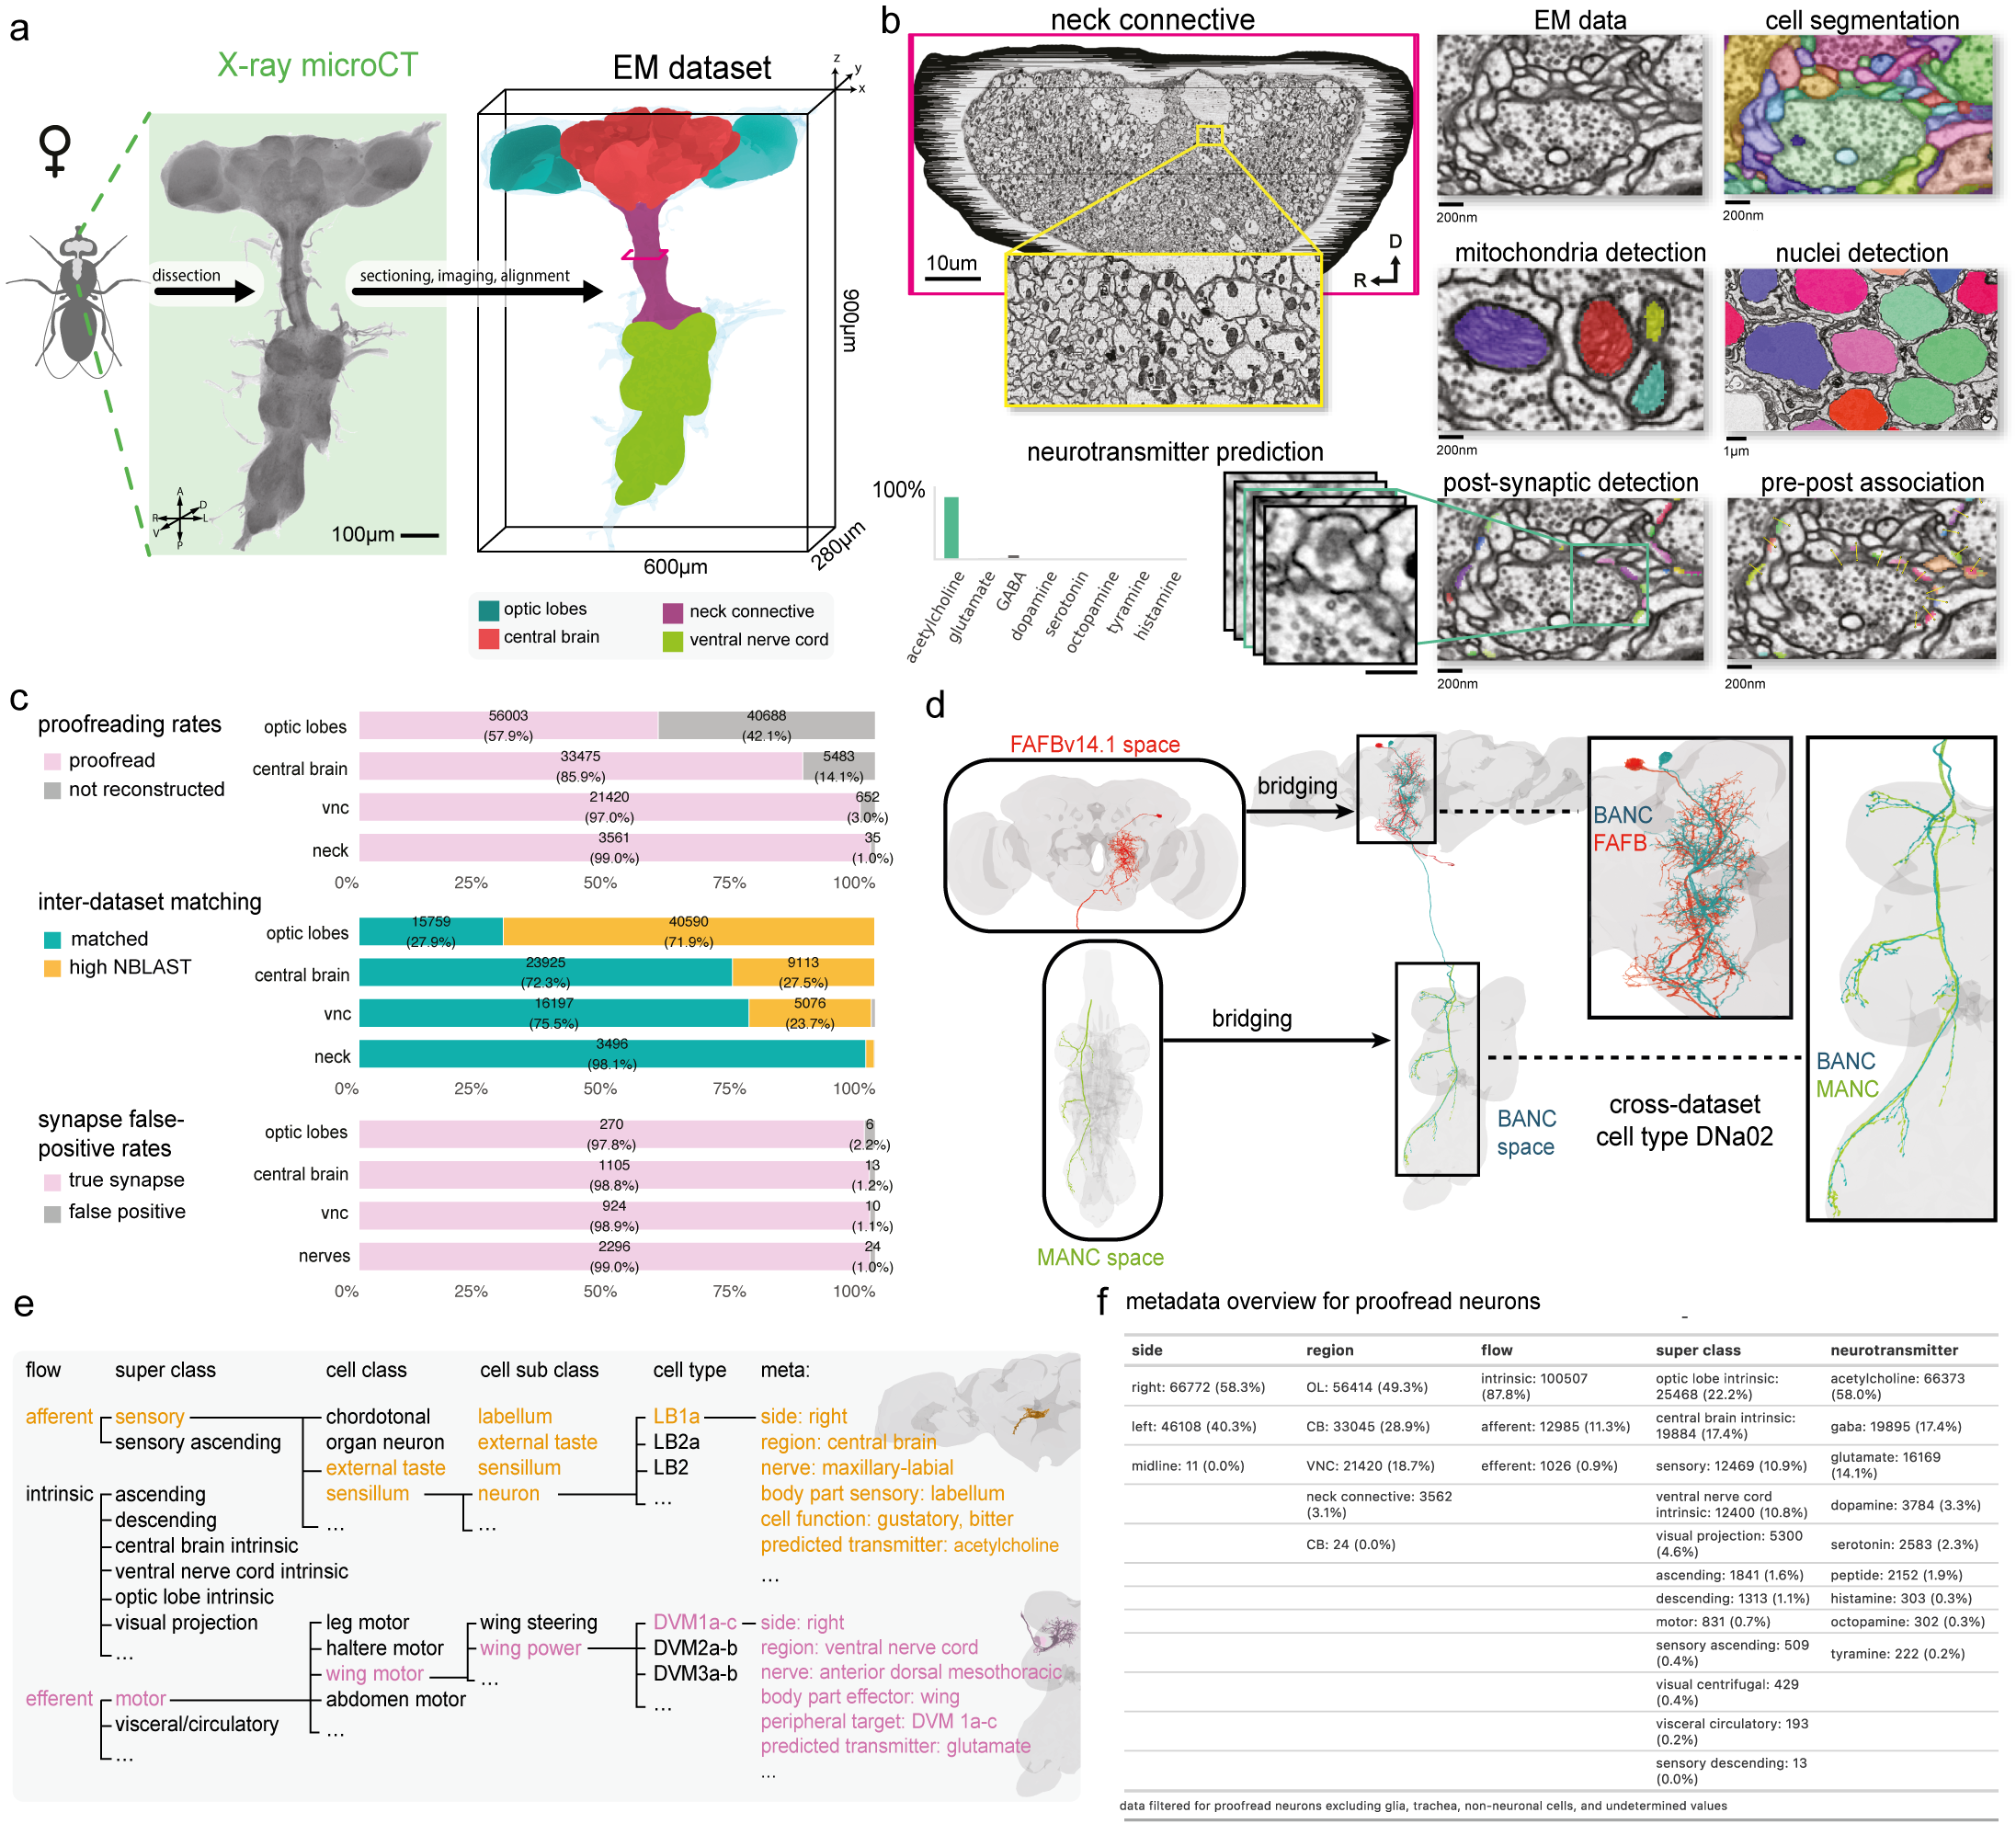 a
X-ray microCT
EM dataset
z
y
x
dissection
sectioning, imaging, alignment
900µm
A
D
R
L
V
P
100µm
600µm
280µm
optic lobes
neck connective
central brain
ventral nerve cord
b
neck connective
EM data
cell segmentation
10um
D
R
200nm
200nm
mitochondria detection
nuclei detection
200nm
1µm
neurotransmitter prediction
100%
acetylcholine
glutamate
GABA
dopamine
serotonin
octopamine
tyramine
histamine
post-synaptic detection
pre-post association
200nm
200nm
c
proofreading rates
proofread
not reconstructed
optic lobes
56003
(57.9%)
40688
(42.1%)
central brain
33475
(85.9%)
5483
(14.1%)
vnc
21420
(97.0%)
652
(3.0%)
neck
3561
(99.0%)
35
(1.0%)
0%
25%
50%
75%
100%
inter-dataset matching
matched
high NBLAST
optic lobes
15759
(27.9%)
40590
(71.9%)
central brain
23925
(72.3%)
9113
(27.5%)
vnc
16197
(75.5%)
5076
(23.7%)
neck
3496
(98.1%)
0%
25%
50%
75%
100%
synapse false-
positive rates
true synapse
false positive
optic lobes
270
(97.8%)
6
(2.2%)
central brain
1105
(98.8%)
13
(1.2%)
vnc
924
(98.9%)
10
(1.1%)
nerves
2296
(99.0%)
24
(1.0%)
0%
25%
50%
75%
100%
d
FAFBv14.1 space
bridging
BANC
FAFB
bridging
MANC space
BANC
space
cross-dataset
cell type DNa02
BANC
MANC
e
flow
super class
cell class
cell sub class
cell type
meta:
afferent
sensory
sensory ascending
chordotonal
organ neuron
external taste
sensillum
...
labellum
external taste
sensillum
neuron
...
LB1a
LB2a
LB2
...
side: right
region: central brain
nerve: maxillary-labial
body part sensory: labellum
cell function: gustatory, bitter
predicted transmitter: acetylcholine
...
intrinsic
ascending
descending
central brain intrinsic
ventral nerve cord intrinsic
optic lobe intrinsic
visual projection
...
efferent
motor
visceral/circulatory
...
leg motor
haltere motor
wing motor
abdomen motor
...
wing steering
wing power
...
DVM1a-c
DVM2a-b
DVM3a-b
...
side: right
region: ventral nerve cord
nerve: anterior dorsal mesothoracic
body part effector: wing
peripheral target: DVM 1a-c
predicted transmitter: glutamate
...
f
metadata overview for proofread neurons
-
side
region
flow
super class
neurotransmitter
right: 66772 (58.3%)
OL: 56414 (49.3%)
intrinsic: 100507
(87.8%)
optic lobe intrinsic:
25468 (22.2%)
acetylcholine: 66373
(58.0%)
left: 46108 (40.3%)
CB: 33045 (28.9%)
afferent: 12985 (11.3%)
central brain intrinsic:
19884 (17.4%)
gaba: 19895 (17.4%)
midline: 11 (0.0%)
VNC: 21420 (18.7%)
efferent: 1026 (0.9%)
sensory: 12469 (10.9%)
glutamate: 16169
(14.1%)
neck connective: 3562
(3.1%)
ventral nerve cord
intrinsic: 12400 (10.8%)
dopamine: 3784 (3.3%)
CB: 24 (0.0%)
visual projection: 5300
(4.6%)
serotonin: 2583 (2.3%)
ascending: 1841 (1.6%)
peptide: 2152 (1.9%)
descending: 1313 (1.1%)
histamine: 303 (0.3%)
motor: 831 (0.7%)
octopamine: 302 (0.3%)
sensory ascending: 509
(0.4%)
tyramine: 222 (0.2%)
visual centrifugal: 429
(0.4%)
visceral circulatory: 193
(0.2%)
sensory descending: 13
(0.0%)
data filtered for proofread neurons excluding glia, trachea, non-neuronal cells, and undetermined values